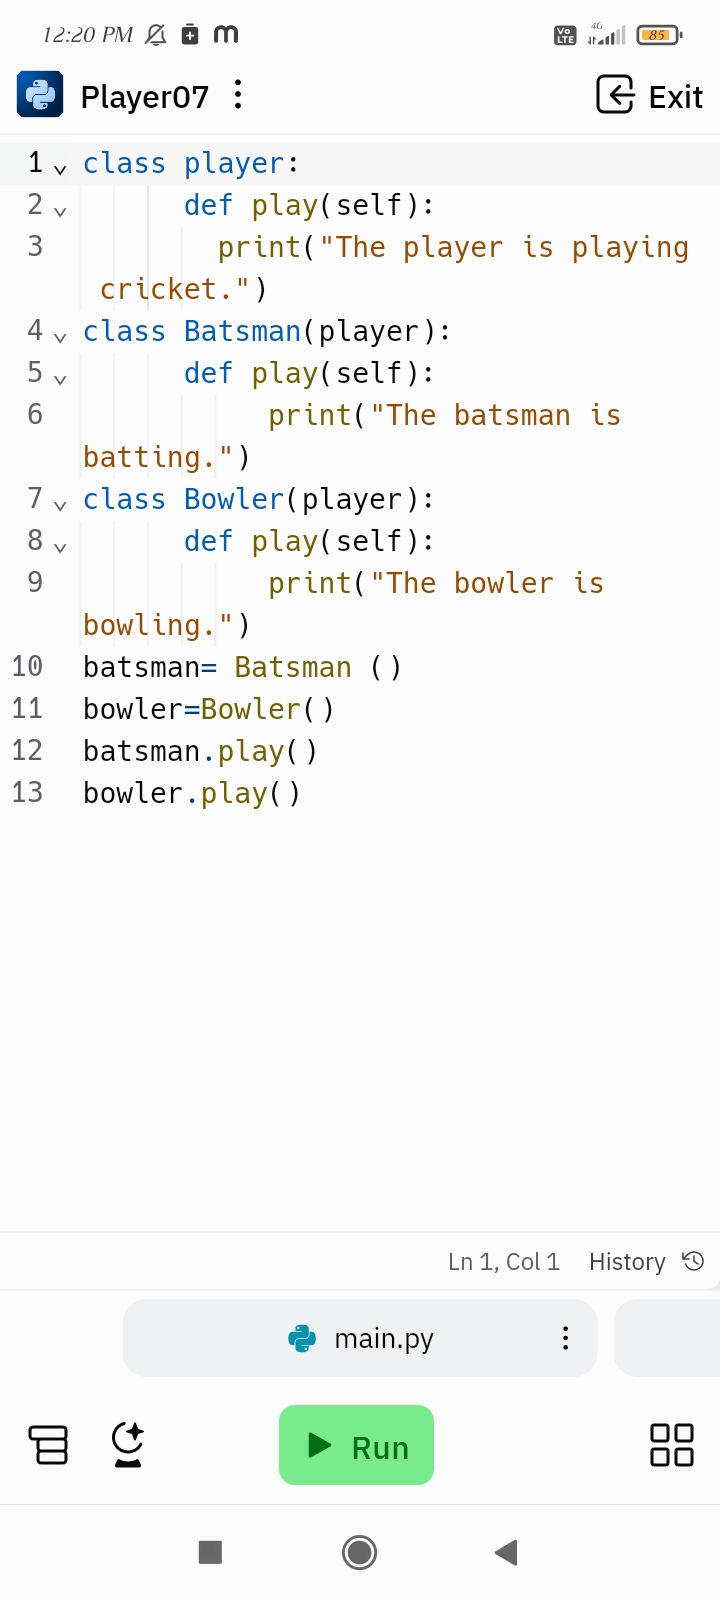 12:20 PM m Vo LTE 4G 85
Player07 Exit
1 class player:
2 def play(self):
3 print("The player is playing
cricket.")
4 class Batsman(player):
5 def play(self):
6 print("The batsman is
batting.")
7 class Bowler(player):
8 def play(self):
9 print("The bowler is
bowling.")
10 batsman= Batsman ()
11 bowler=Bowler()
12 batsman.play()
13 bowler.play()
Ln 1, Col 1 History
main.py
Run